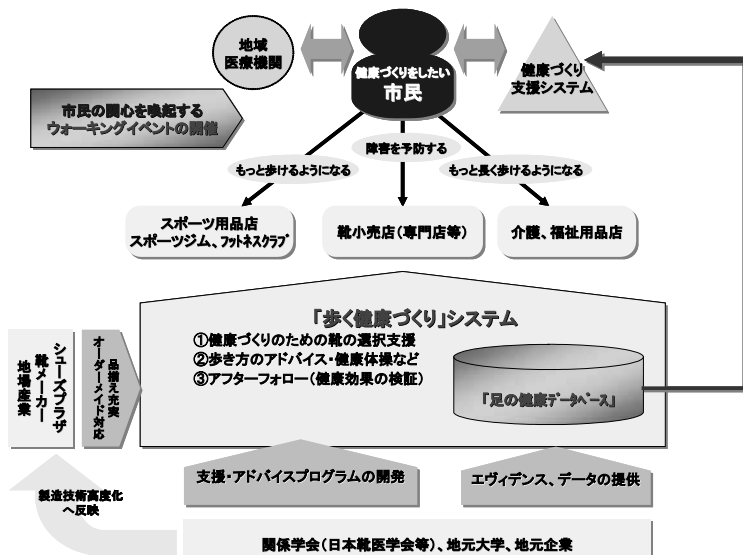 地域
医療機関
健康づくりをしたい
市民
健康づくり
支援システム
市民の関心を喚起する
ウォーキングイベントの開催
障害を予防する
もっと歩けるようになる
もっと長く歩けるようになる
スポーツ用品店
スポーツジム、フットネスクラブ
靴小売店（専門店等）
介護、福祉用品店
「歩く健康づくり」システム
①健康づくりのための靴の選択支援
②歩き方のアドバイス・健康体操など
③アフターフォロー（健康効果の検証）
「足の健康データベース」
シューズプラザ
靴メーカー
地場産業
品揃え充実
オーダーメイド対応
支援・アドバイスプログラムの開発
エヴィデンス、データの提供
製造技術高度化
へ反映
関係学会（日本靴医学会等）、地元大学、地元企業